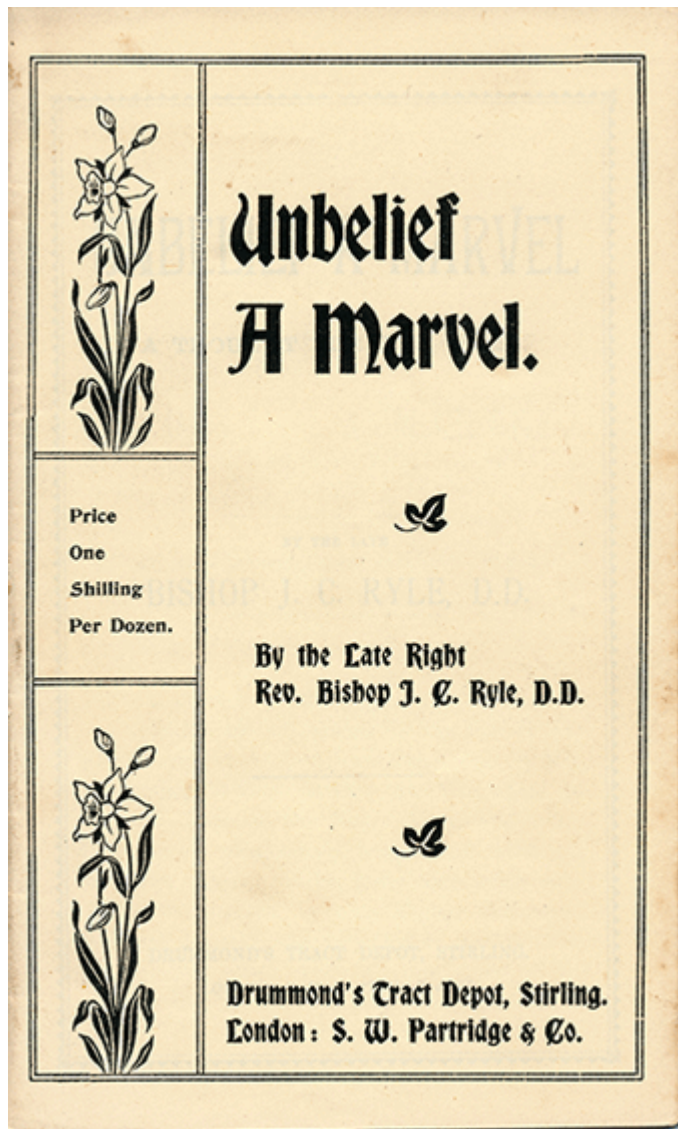 Unbelief
A Marvel.
Price
One
Shilling
Per Dozen.
By the Late Right
Rev. Bishop J. C. Ryle, D.D.
Drummond's Tract Depot, Stirling.
London: S. W. Partridge & Co.